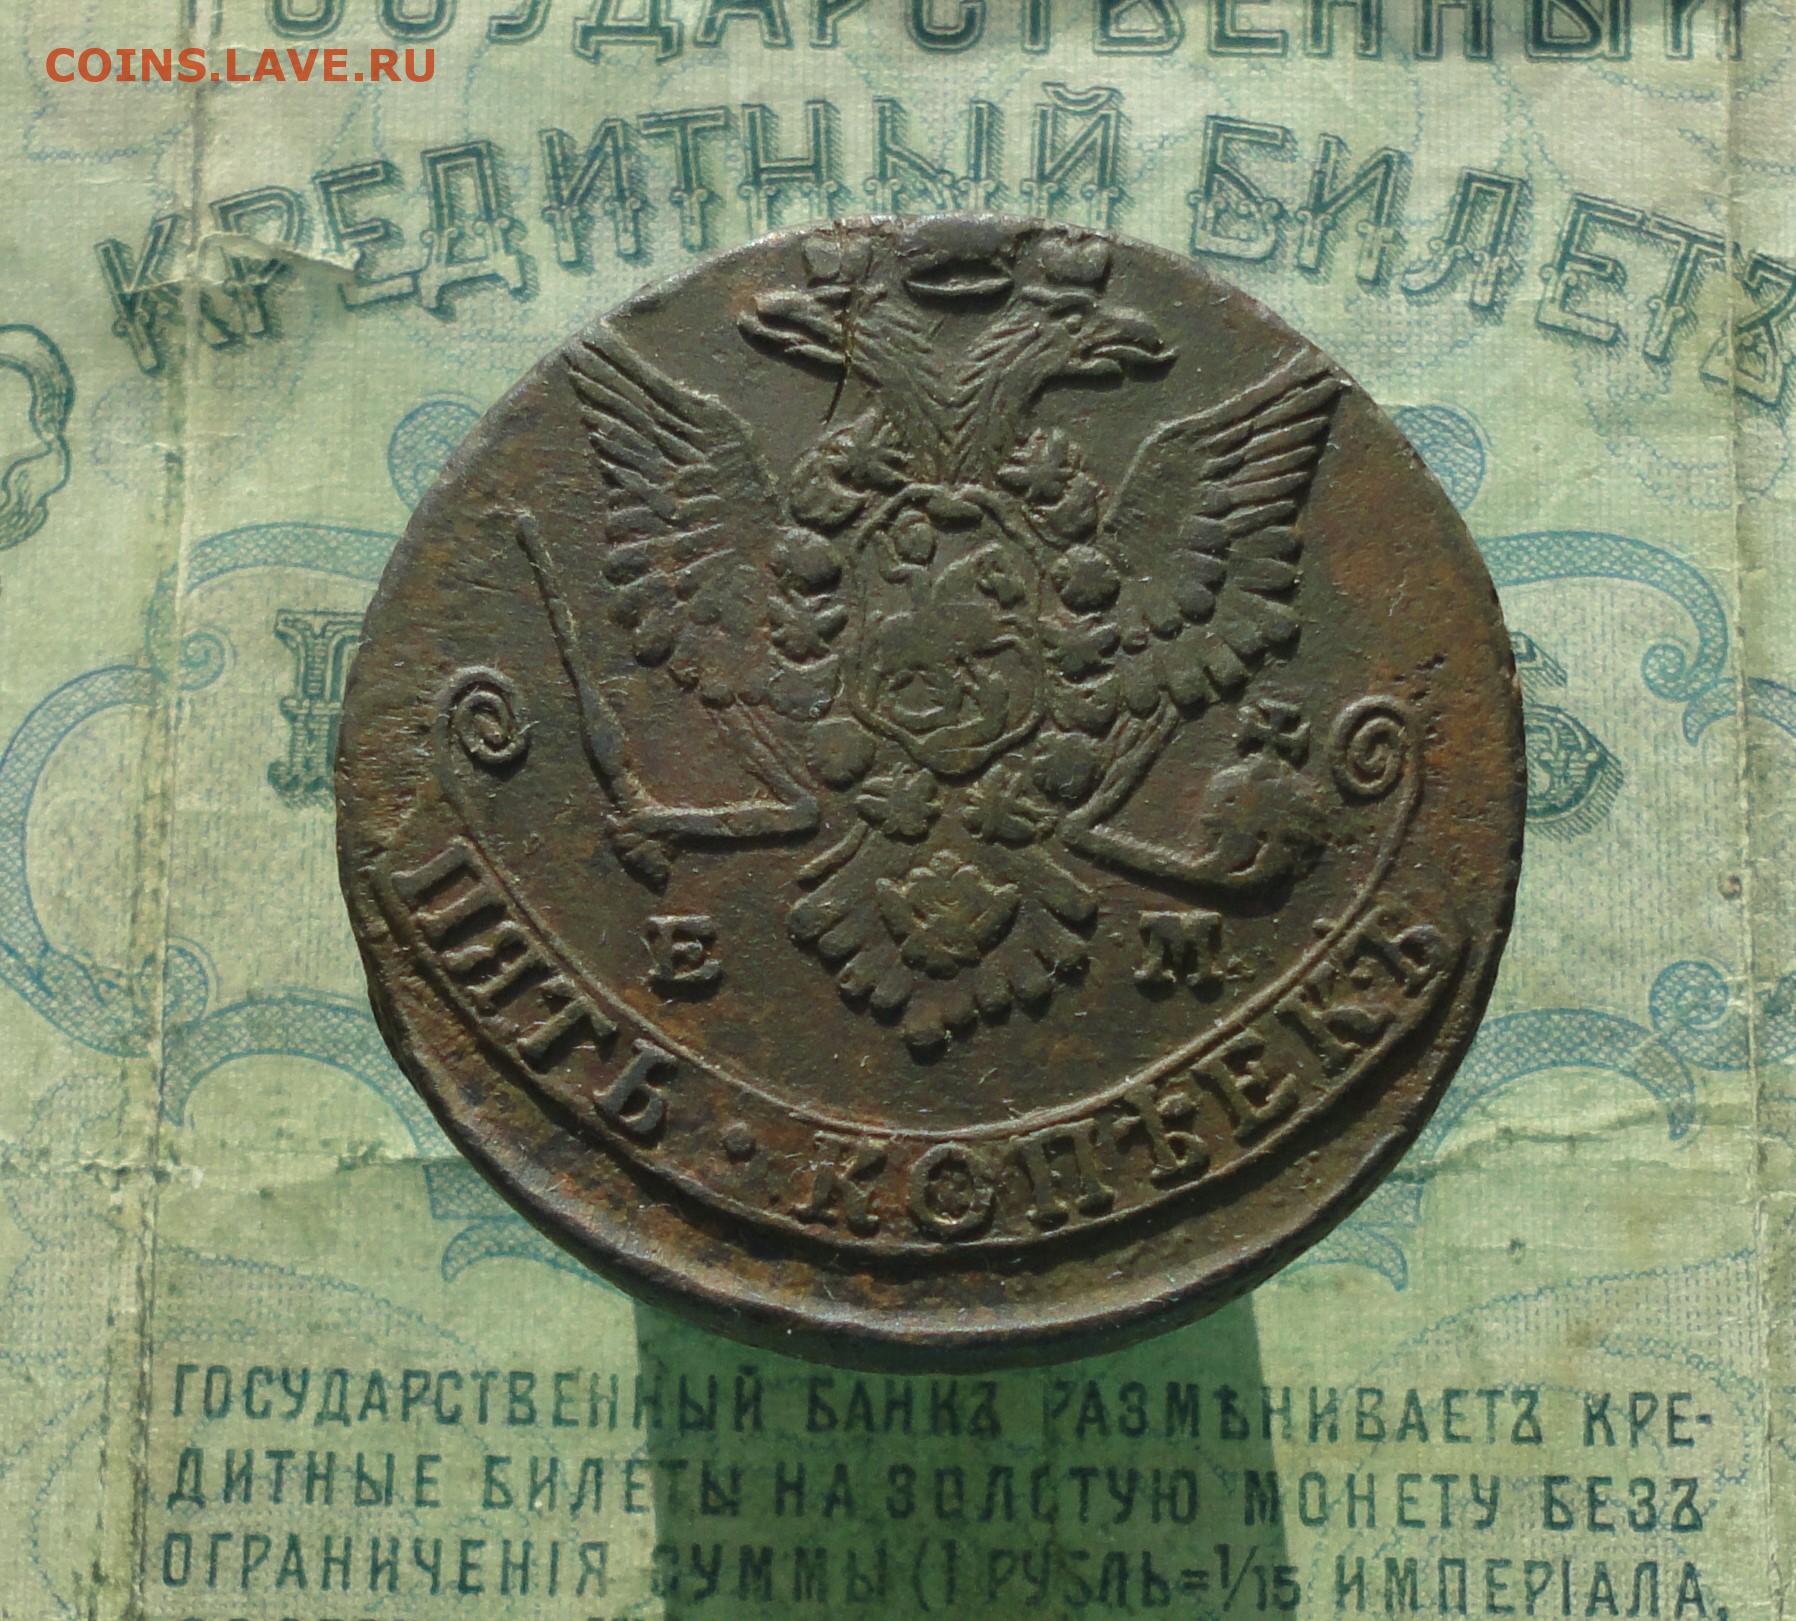 ГОСУДАРСТВЕННЫЙ
COINS.LAVE.RU
КРЕДИТНЫЙ БИЛЕТЪ
Е М
ПЯТЬ · КОПѢЕКЪ
ГОСУДАРСТВЕННЫЙ БАНКЪ РАЗМѢНИВАЕТЪ КРЕ-
ДИТНЫЕ БИЛЕТЫ НА ЗОЛОТУЮ МОНЕТУ БЕЗЪ
ОГРАНИЧЕНІЯ СУММЫ (1 РУБЛЬ=1/15 ИМПЕРІАЛА,